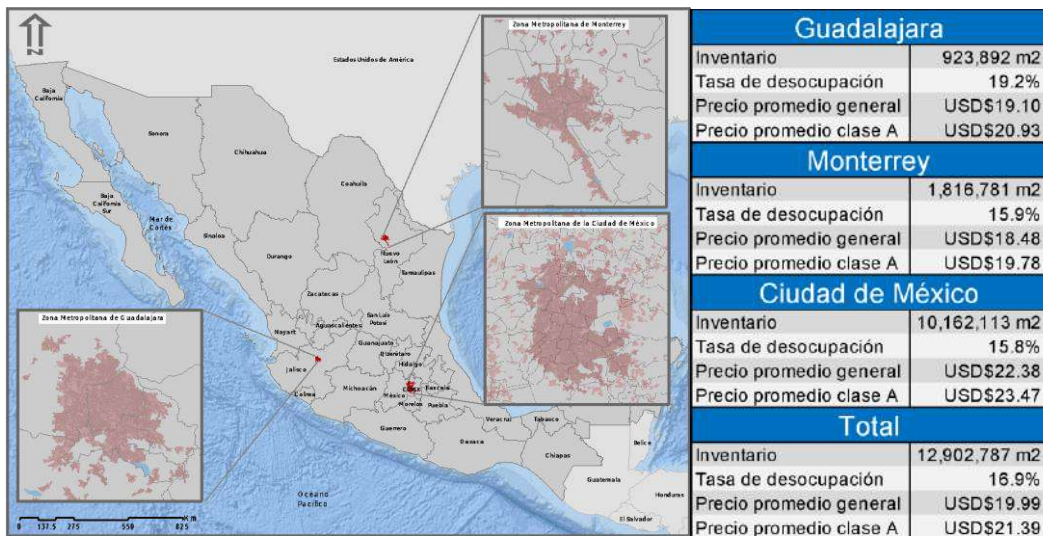 N
Estados Unidos de América
Baja
California
Sonora
Chihuahua
Coahuila
Baja
California
Sur
Mar de
Cortés
Sinaloa
Durango
Nuevo
León
Tamaulipas
Zacatecas
San Luis
Potosí
Nayarit
Aguascalientes
Guanajuato
Querétaro
Hidalgo
Jalisco
Colima
Michoacán
México
Morelos
Puebla
Guerrero
Veracruz
Tabasco
Oaxaca
Chiapas
Belice
Guatemala
Honduras
El Salvador
Océano
Pacífico
Km
0 137.5 275 550 825
Zona Metropolitana de Monterrey
Zona Metropolitana de la Ciudad de México
Zona Metropolitana de Guadalajara
Guadalajara
Inventario 923,892 m2
Tasa de desocupación 19.2%
Precio promedio general USD$19.10
Precio promedio clase A USD$20.93
Monterrey
Inventario 1,816,781 m2
Tasa de desocupación 15.9%
Precio promedio general USD$18.48
Precio promedio clase A USD$19.78
Ciudad de México
Inventario 10,162,113 m2
Tasa de desocupación 15.8%
Precio promedio general USD$22.38
Precio promedio clase A USD$23.47
Total
Inventario 12,902,787 m2
Tasa de desocupación 16.9%
Precio promedio general USD$19.99
Precio promedio clase A USD$21.39